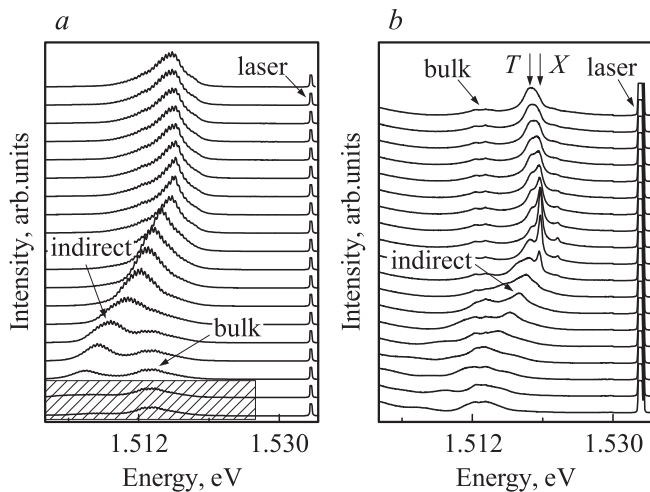 a
laser
indirect
bulk
Intensity, arb.units
1.512
1.530
Energy, eV
b
bulk
T
X
laser
indirect
Intensity, arb.units
1.512
1.530
Energy, eV